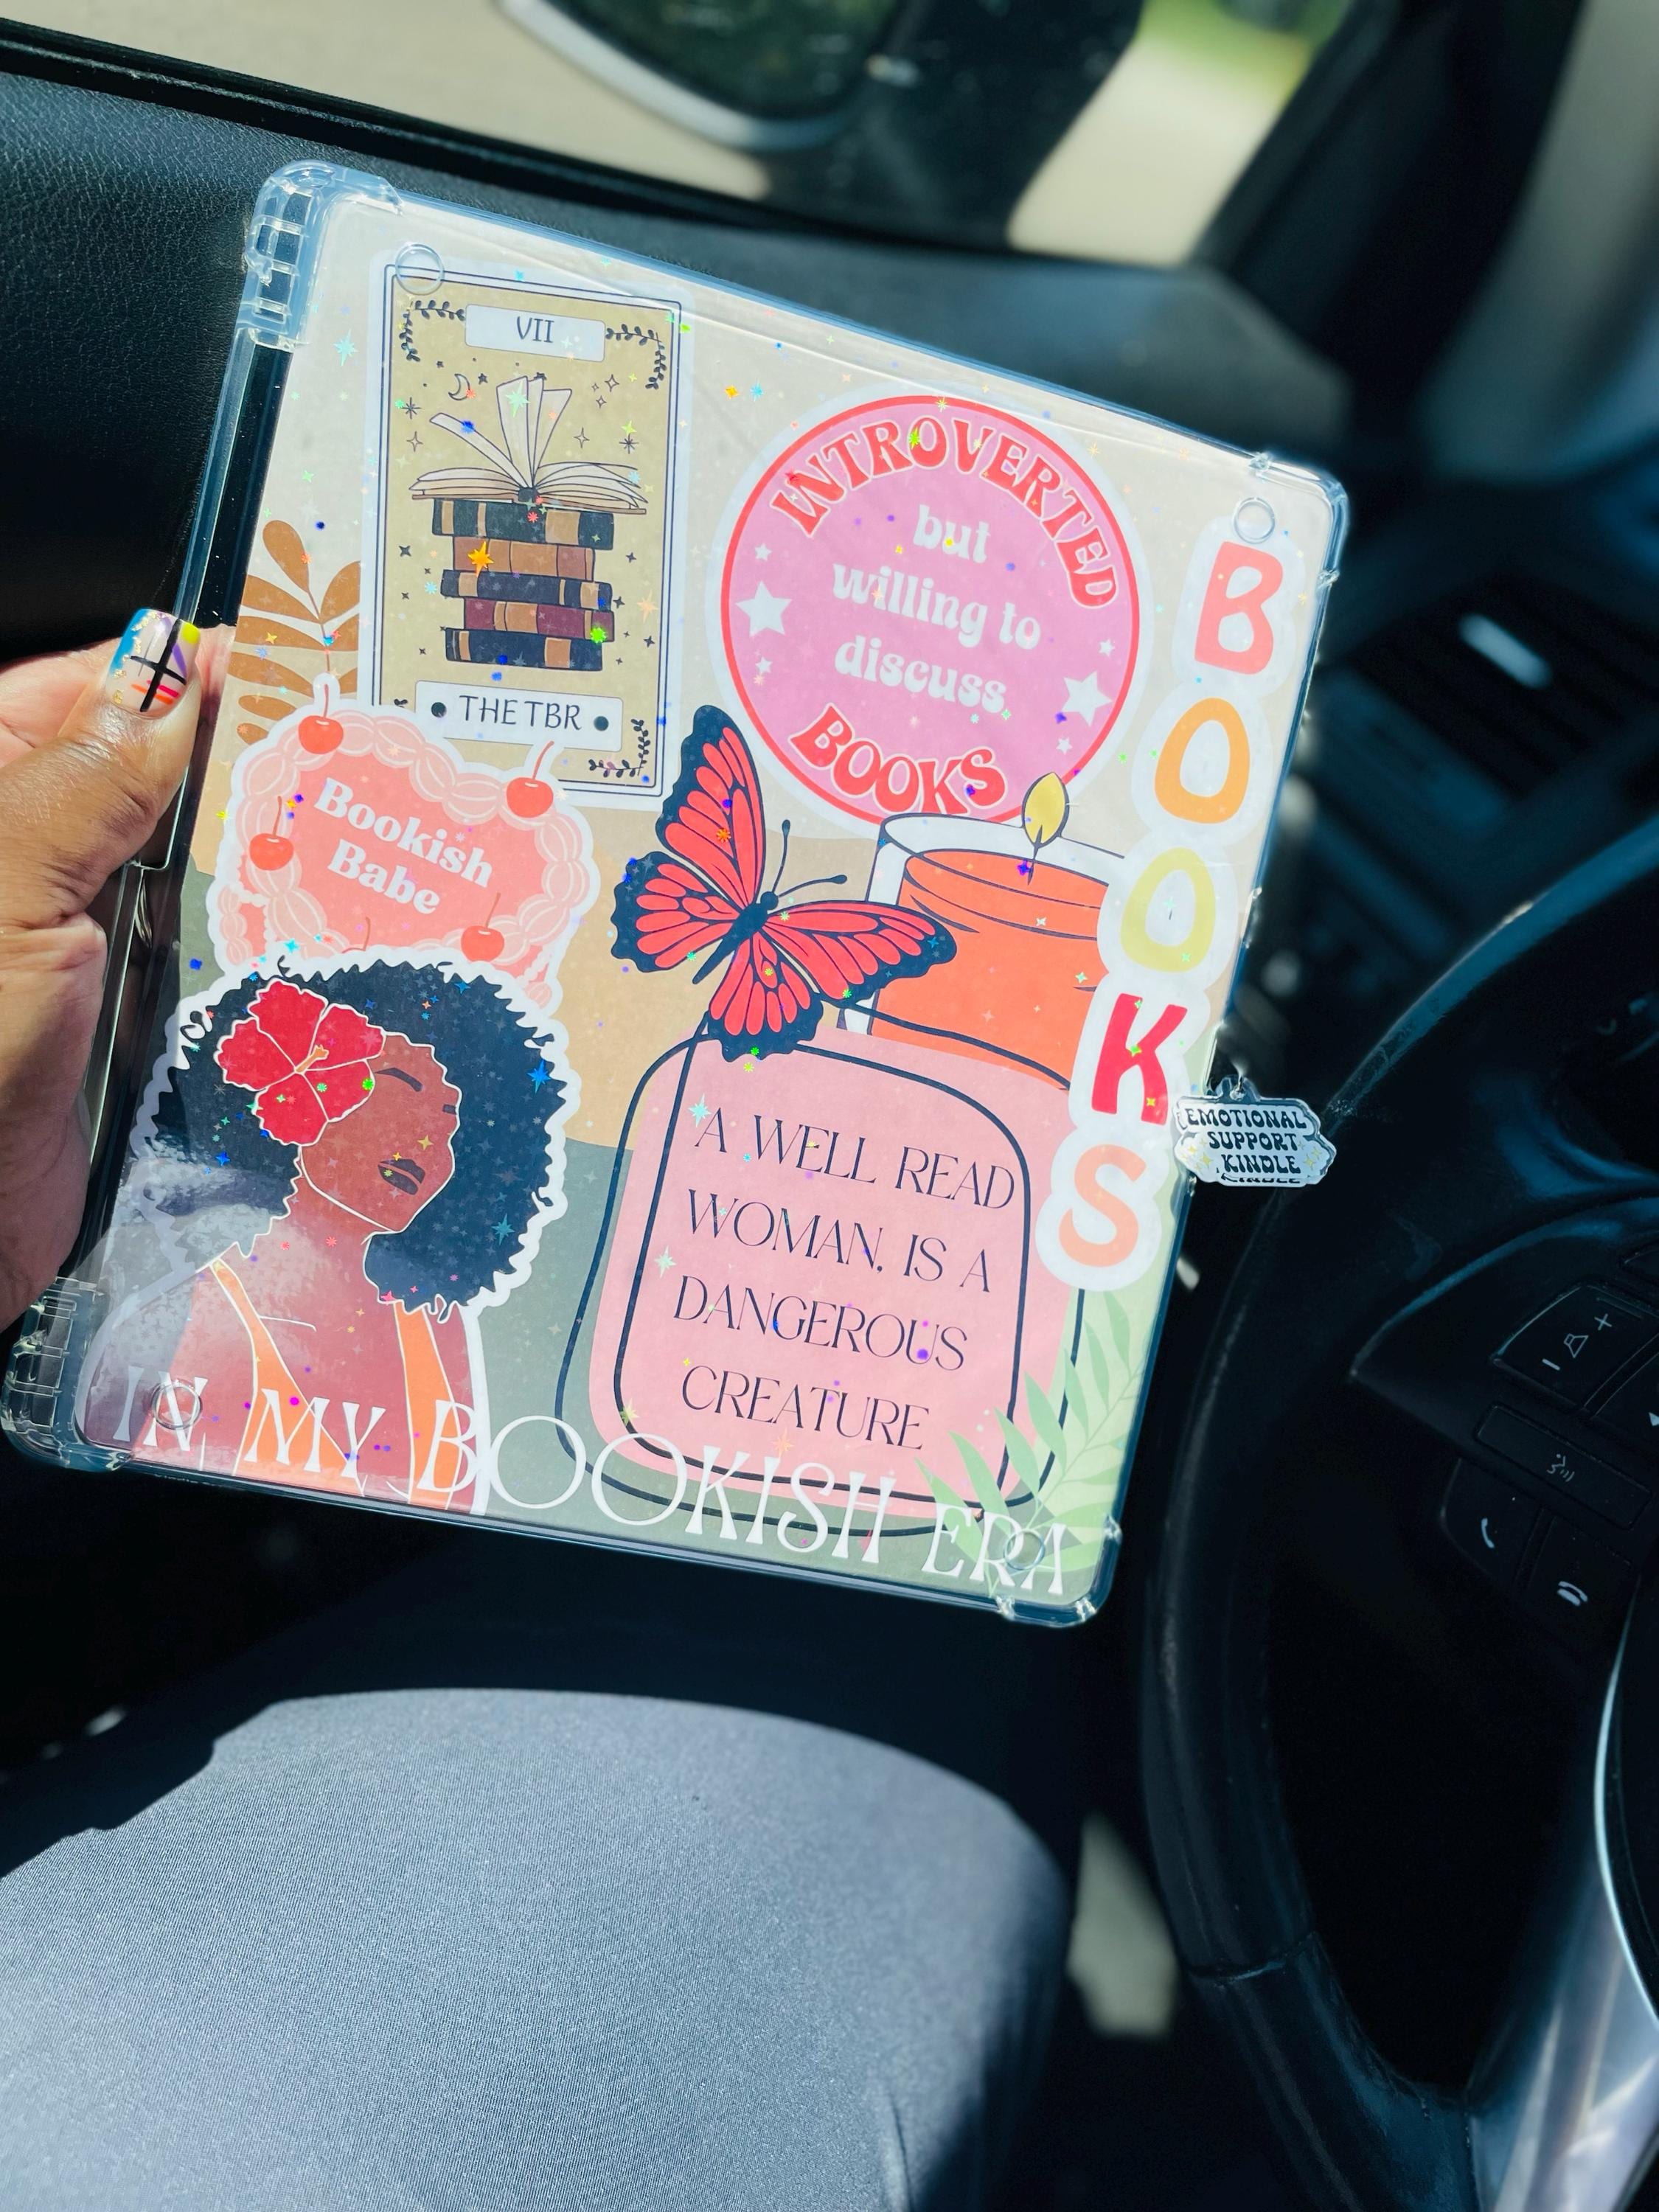 VII
THE TBR
INTROVERTED
but
willing to
discuss
BOOKS
BOOKS
Bookish
Babe
A WELL READ
WOMAN, IS A
DANGEROUS
CREATURE
EMOTIONAL
SUPPORT
KINDLE
IN MY BOOKISH ERA